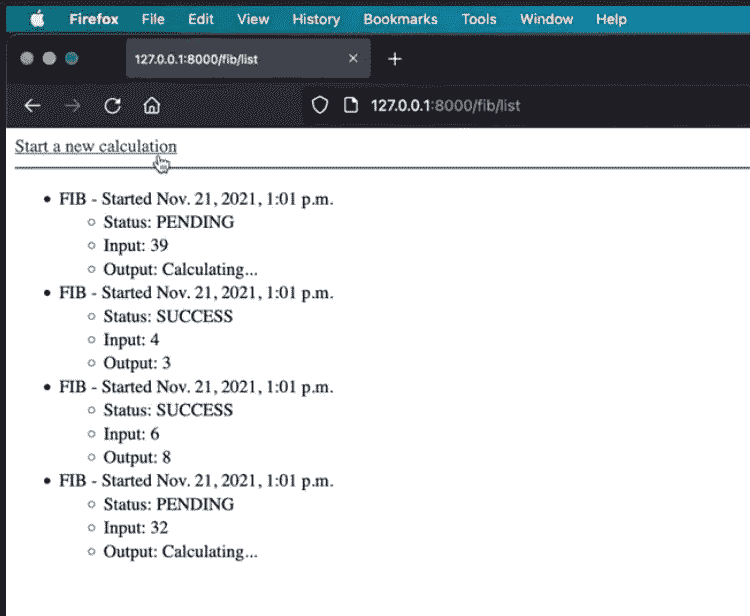 Firefox File Edit View History Bookmarks Tools Window Help
127.0.0.1:8000/fib/list
127.0.0.1:8000/fib/list
Start a new calculation
FIB - Started Nov. 21, 2021, 1:01 p.m.
Status: PENDING
Input: 39
Output: Calculating...
FIB - Started Nov. 21, 2021, 1:01 p.m.
Status: SUCCESS
Input: 4
Output: 3
FIB - Started Nov. 21, 2021, 1:01 p.m.
Status: SUCCESS
Input: 6
Output: 8
FIB - Started Nov. 21, 2021, 1:01 p.m.
Status: PENDING
Input: 32
Output: Calculating...